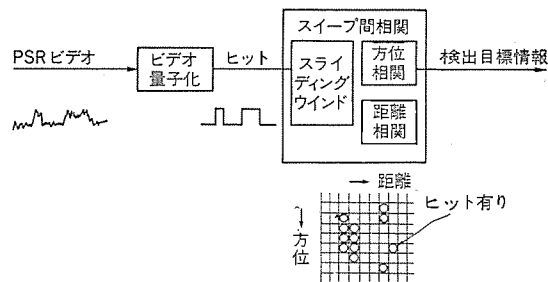 スイープ間相関
PSRビデオ
ビデオ
量子化
ヒット
スライ
ディング
ウインド
方位
相関
距離
相関
検出目標情報
距離
方位
ヒット有り